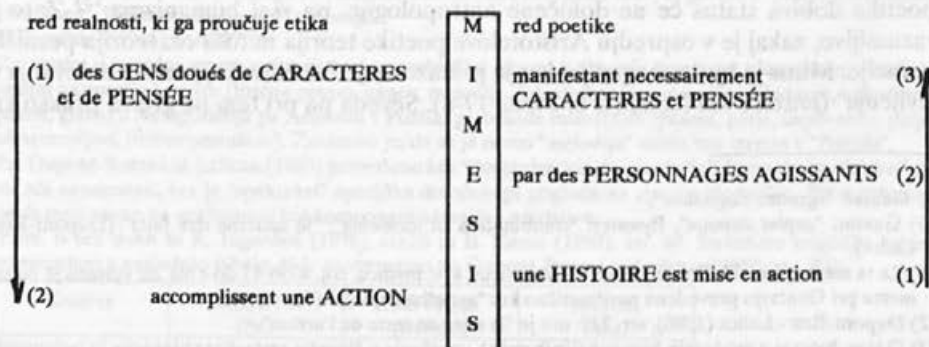 red realnosti, ki ga proučuje etika M red poetike
(1) des GENS doués de CARACTERES I manifestant necessairement (3)
et de PENSÉE CARACTERES et PENSÉE
M
E par des PERSONNAGES AGISSANTS (2)
S
I une HISTOIRE est mise en action (1)
(2) accomplissent une ACTION
S